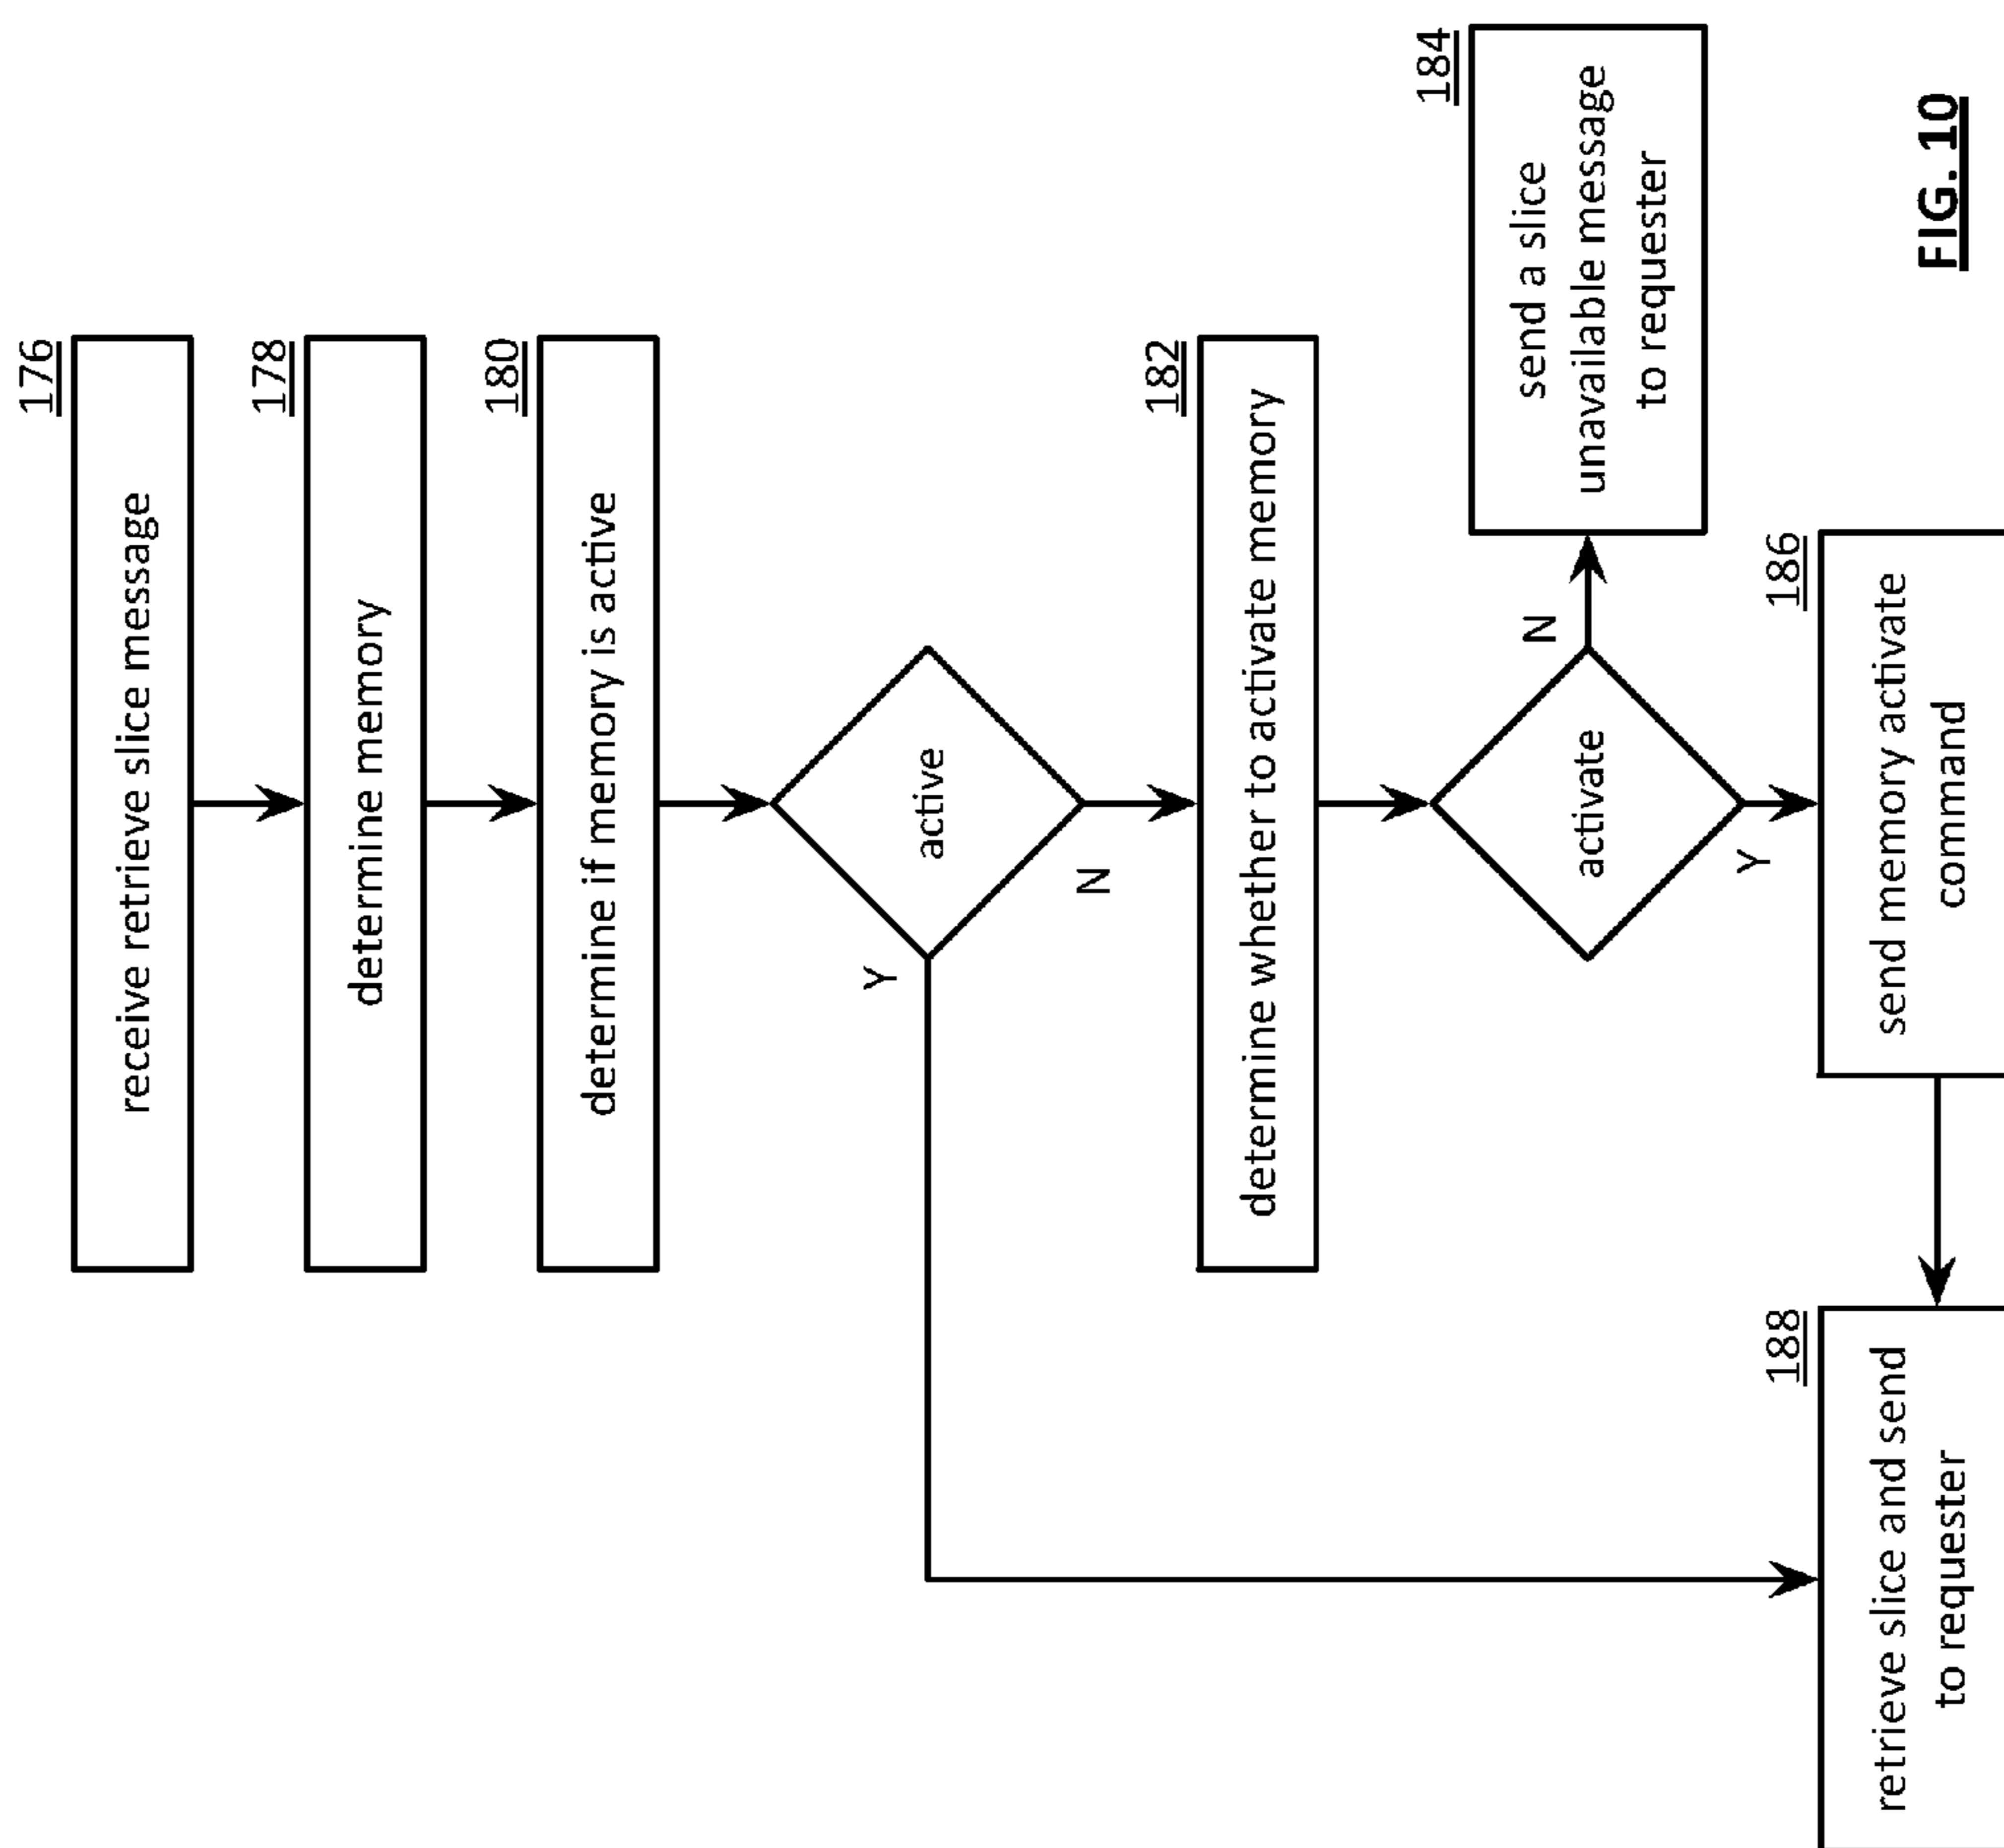 176
receive retrieve slice message
178
determine memory
180
determine if memory is active
active
Y
N
182
determine whether to activate memory
activate
N
184
send a slice
unavailable message
to requester
Y
186
send memory activate
command
188
retrieve slice and send
to requester
FIG. 10